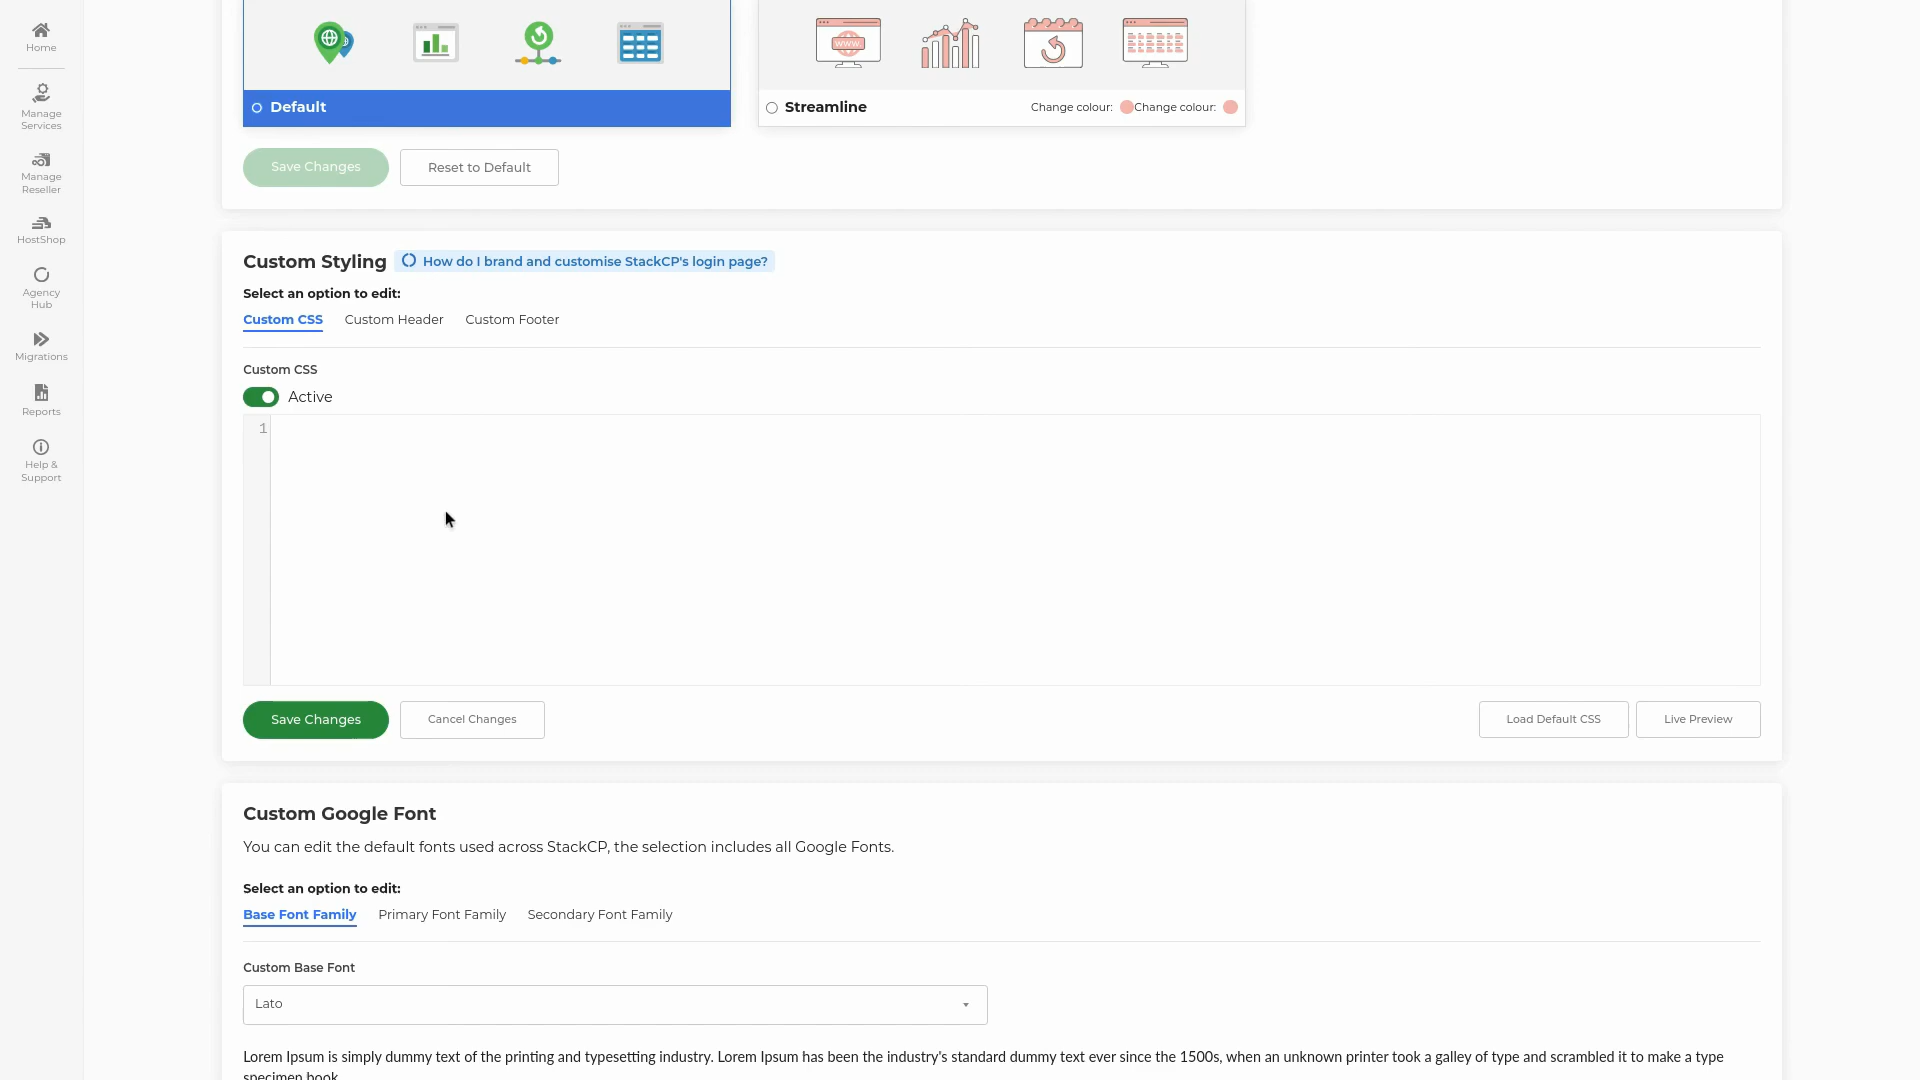 Home
Manage
Services
Manage
Reseller
HostShop
Agency
Hub
Migrations
Reports
Help &
Support
WWW.
Default
Streamline
Change colour:
Change colour:
Save Changes
Reset to Default
Custom Styling
How do I brand and customise StackCP's login page?
Select an option to edit:
Custom CSS
Custom Header
Custom Footer
Custom CSS
Active
1
Save Changes
Cancel Changes
Load Default CSS
Live Preview
Custom Google Font
You can edit the default fonts used across StackCP, the selection includes all Google Fonts.
Select an option to edit:
Base Font Family
Primary Font Family
Secondary Font Family
Custom Base Font
Lato
Lorem Ipsum is simply dummy text of the printing and typesetting industry. Lorem Ipsum has been the industry's standard dummy text ever since the 1500s, when an unknown printer took a galley of type and scrambled it to make a type
specimen book.